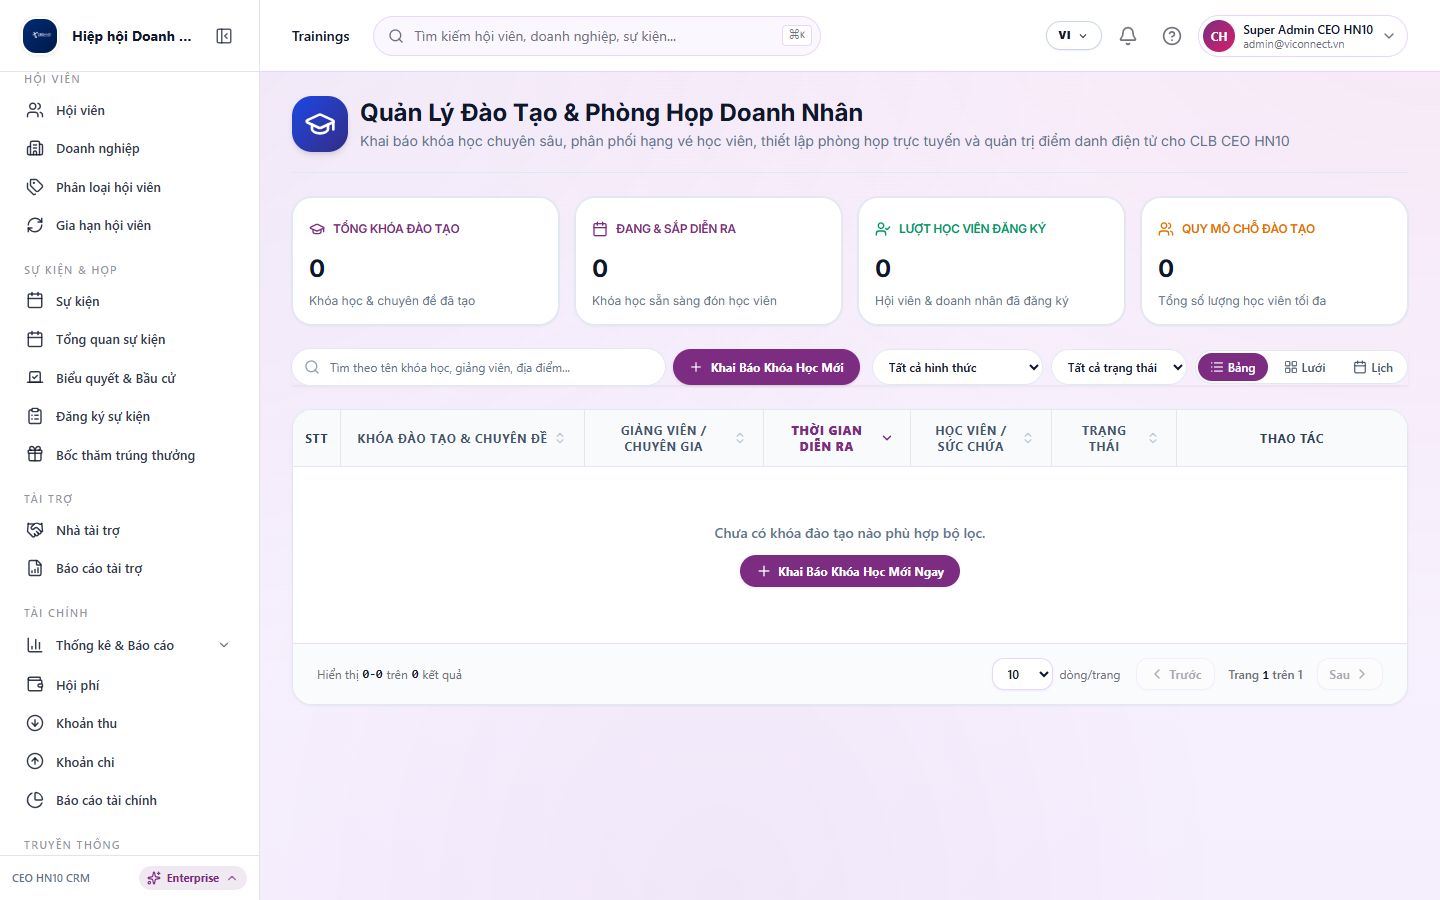 Hiệp hội Doanh ...
HỘI VIÊN
Hội viên
Doanh nghiệp
Phân loại hội viên
Gia hạn hội viên
SỰ KIỆN & HỌP
Sự kiện
Tổng quan sự kiện
Biểu quyết & Bầu cử
Đăng ký sự kiện
Bốc thăm trúng thưởng
TÀI TRỢ
Nhà tài trợ
Báo cáo tài trợ
TÀI CHÍNH
Thống kê & Báo cáo
Hội phí
Khoản thu
Khoản chi
Báo cáo tài chính
TRUYỀN THÔNG
CEO HN10 CRM
Enterprise
Trainings
Tìm kiếm hội viên, doanh nghiệp, sự kiện...
⌘K
VI
CH
Super Admin CEO HN10
admin@viconnect.vn
Quản Lý Đào Tạo & Phòng Họp Doanh Nhân
Khai báo khóa học chuyên sâu, phân phối hạng vé học viên, thiết lập phòng họp trực tuyến và quản trị điểm danh điện tử cho CLB CEO HN10
TỔNG KHÓA ĐÀO TẠO
0
Khóa học & chuyên đề đã tạo
ĐANG & SẮP DIỄN RA
0
Khóa học sẵn sàng đón học viên
LƯỢT HỌC VIÊN ĐĂNG KÝ
0
Hội viên & doanh nhân đã đăng ký
QUY MÔ CHỖ ĐÀO TẠO
0
Tổng số lượng học viên tối đa
Tìm theo tên khóa học, giảng viên, địa điểm...
Khai Báo Khóa Học Mới
Tất cả hình thức
Tất cả trạng thái
Bảng
Lưới
Lịch
STT
KHÓA ĐÀO TẠO & CHUYÊN ĐỀ
GIẢNG VIÊN /
CHUYÊN GIA
THỜI GIAN
DIỄN RA
HỌC VIÊN /
SỨC CHỨA
TRẠNG
THÁI
THAO TÁC
Chưa có khóa đào tạo nào phù hợp bộ lọc.
Khai Báo Khóa Học Mới Ngay
Hiển thị 0-0 trên 0 kết quả
10
dòng/trang
Trước
Trang 1 trên 1
Sau